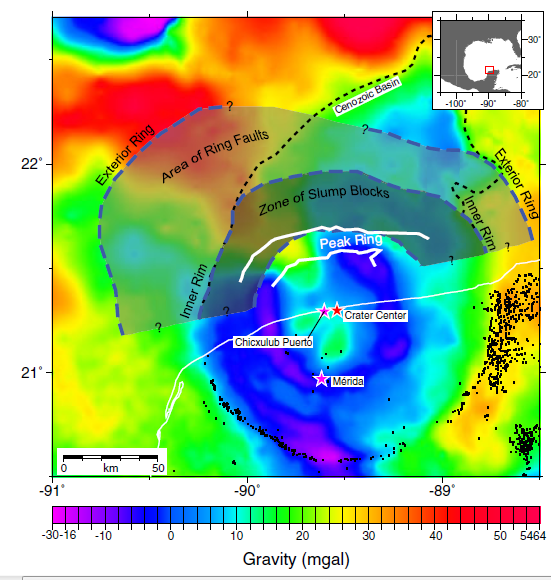 30°
20°
-100°
-90°
-80°
Cenozoic Basin
?
?
Exterior Ring
Area of Ring Faults
Exterior Ring
22°
Zone of Slump Blocks
Inner Rim
Peak Ring
?
?
Inner Rim
?
?
Crater Center
Chicxulub Puerto
21°
Mérida
0 km 50
-91°
-90°
-89°
-30 -16 -10 0 10 20 30 40 50 54 64
Gravity (mgal)